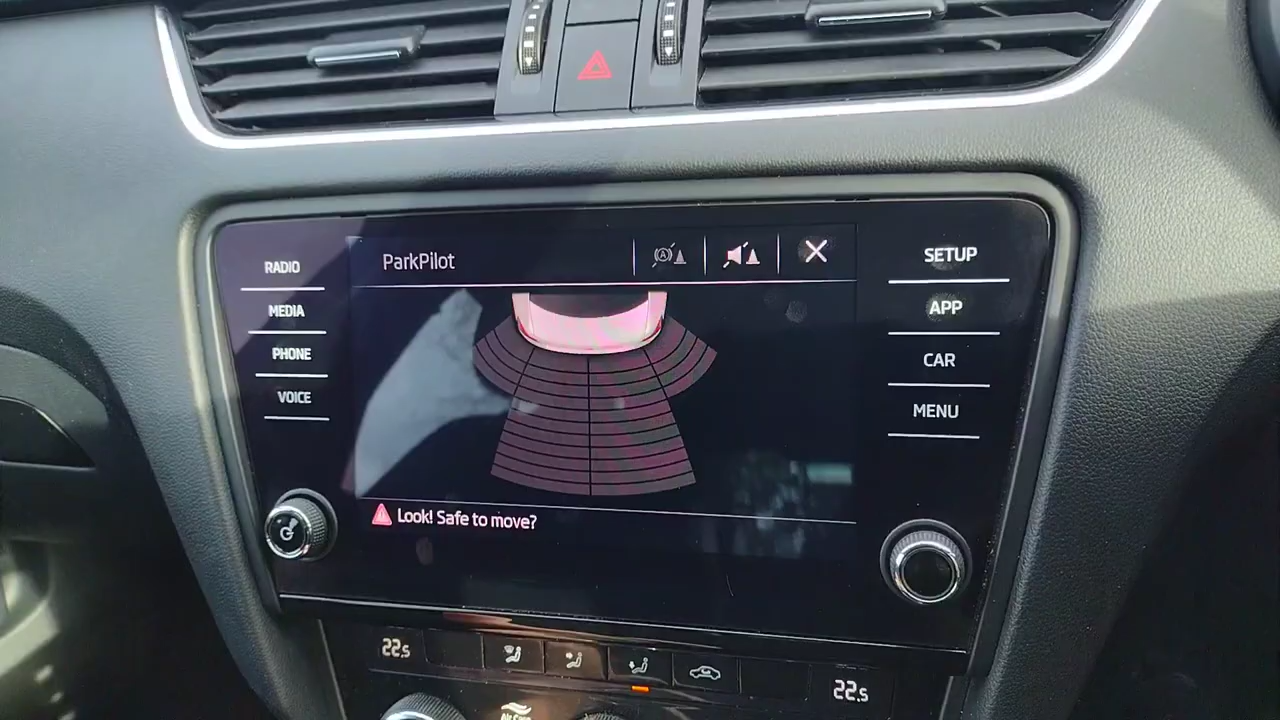 RADIO
MEDIA
PHONE
VOICE
ParkPilot
SETUP
APP
CAR
MENU
Look! Safe to move?
22.5
22.5